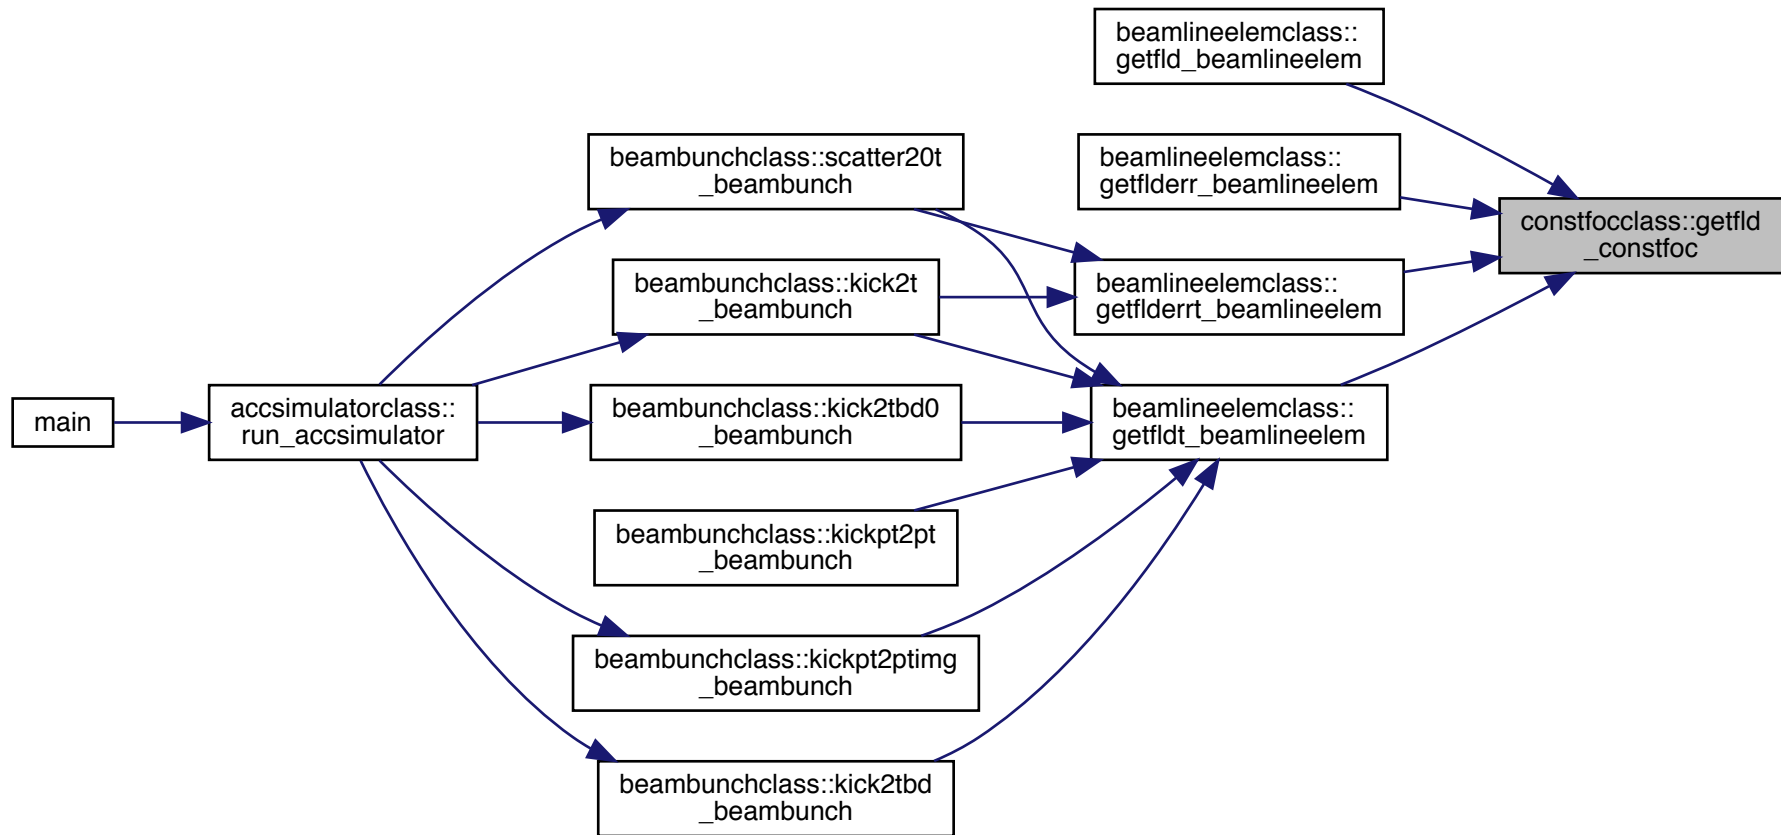 beamlineelemclass::
getfld_beamlineelem
beambunchclass::scatter20t
_beambunch
beamlineelemclass::
getflderr_beamlineelem
constfocclass::getfld
_constfoc
beambunchclass::kick2t
_beambunch
beamlineelemclass::
getflderrt_beamlineelem
main
accsimulatorclass::
run_accsimulator
beambunchclass::kick2tbd0
_beambunch
beamlineelemclass::
getfldt_beamlineelem
beambunchclass::kickpt2pt
_beambunch
beambunchclass::kickpt2ptimg
_beambunch
beambunchclass::kick2tbd
_beambunch